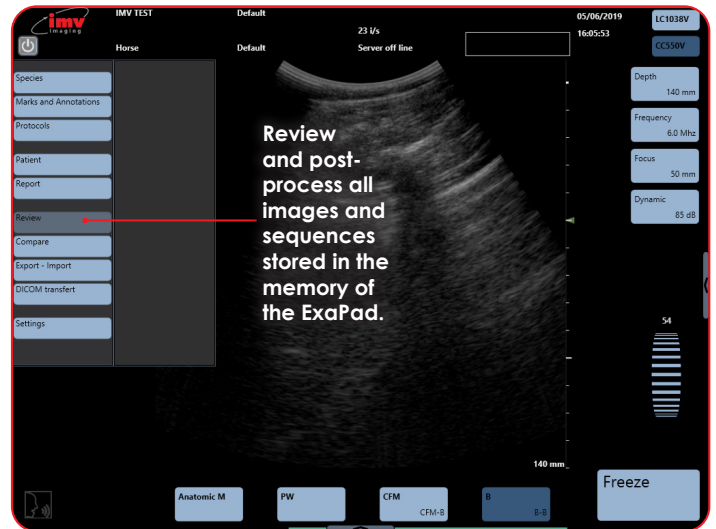 imv
imaging
IMV TEST
Default
05/06/2019
LC1038V
23 i/s
16:05:53
Horse
Default
Server off line
CC550V
Species
Marks and Annotations
Protocols
Patient
Report
Review
Compare
Export - Import
DICOM transfert
Settings
Review
and post-
process all
images and
sequences
stored in the
memory of
the ExaPad.
Depth
140 mm
Frequency
6.0 Mhz
Focus
50 mm
Dynamic
85 dB
54
140 mm
Anatomic M
PW
CFM
CFM-B
B
B-B
Freeze